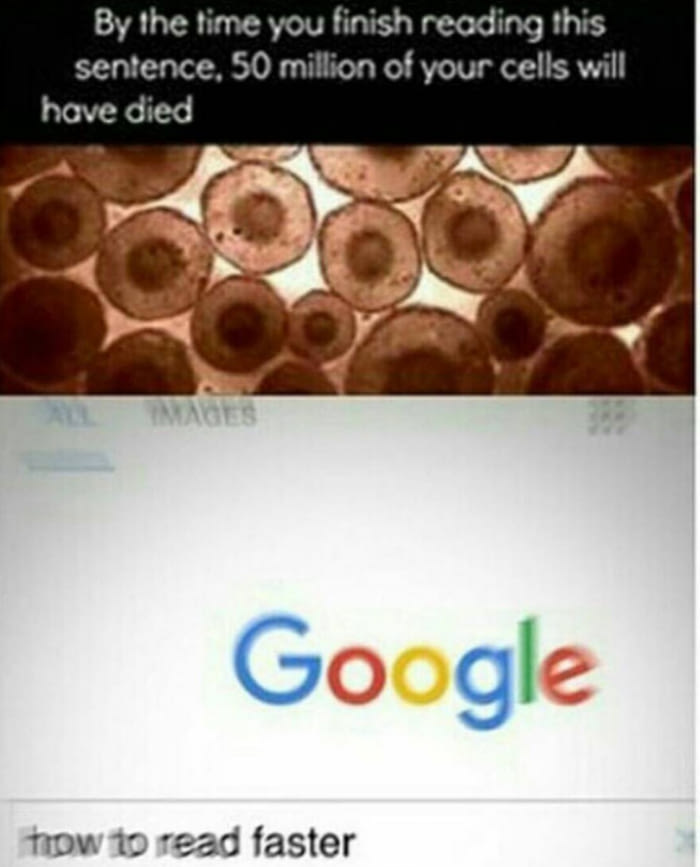 By the time you finish reading this
sentence, 50 million of your cells will
have died
ALL IMAGES
Google
how to read faster